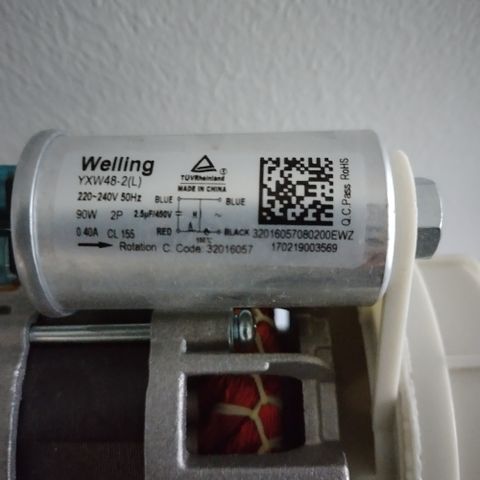 Welling
YXW48-2(L)
220~240V 50Hz
90W 2P
0.40A CL 155
Rotation C. Code: 32016057
TÜVRheinland
MADE IN CHINA
BLUE BLUE
2.5μF/450V M ~
A
RED BLACK
150℃
32016057080200EWZ
170219003569
Q.C Pass RoHS